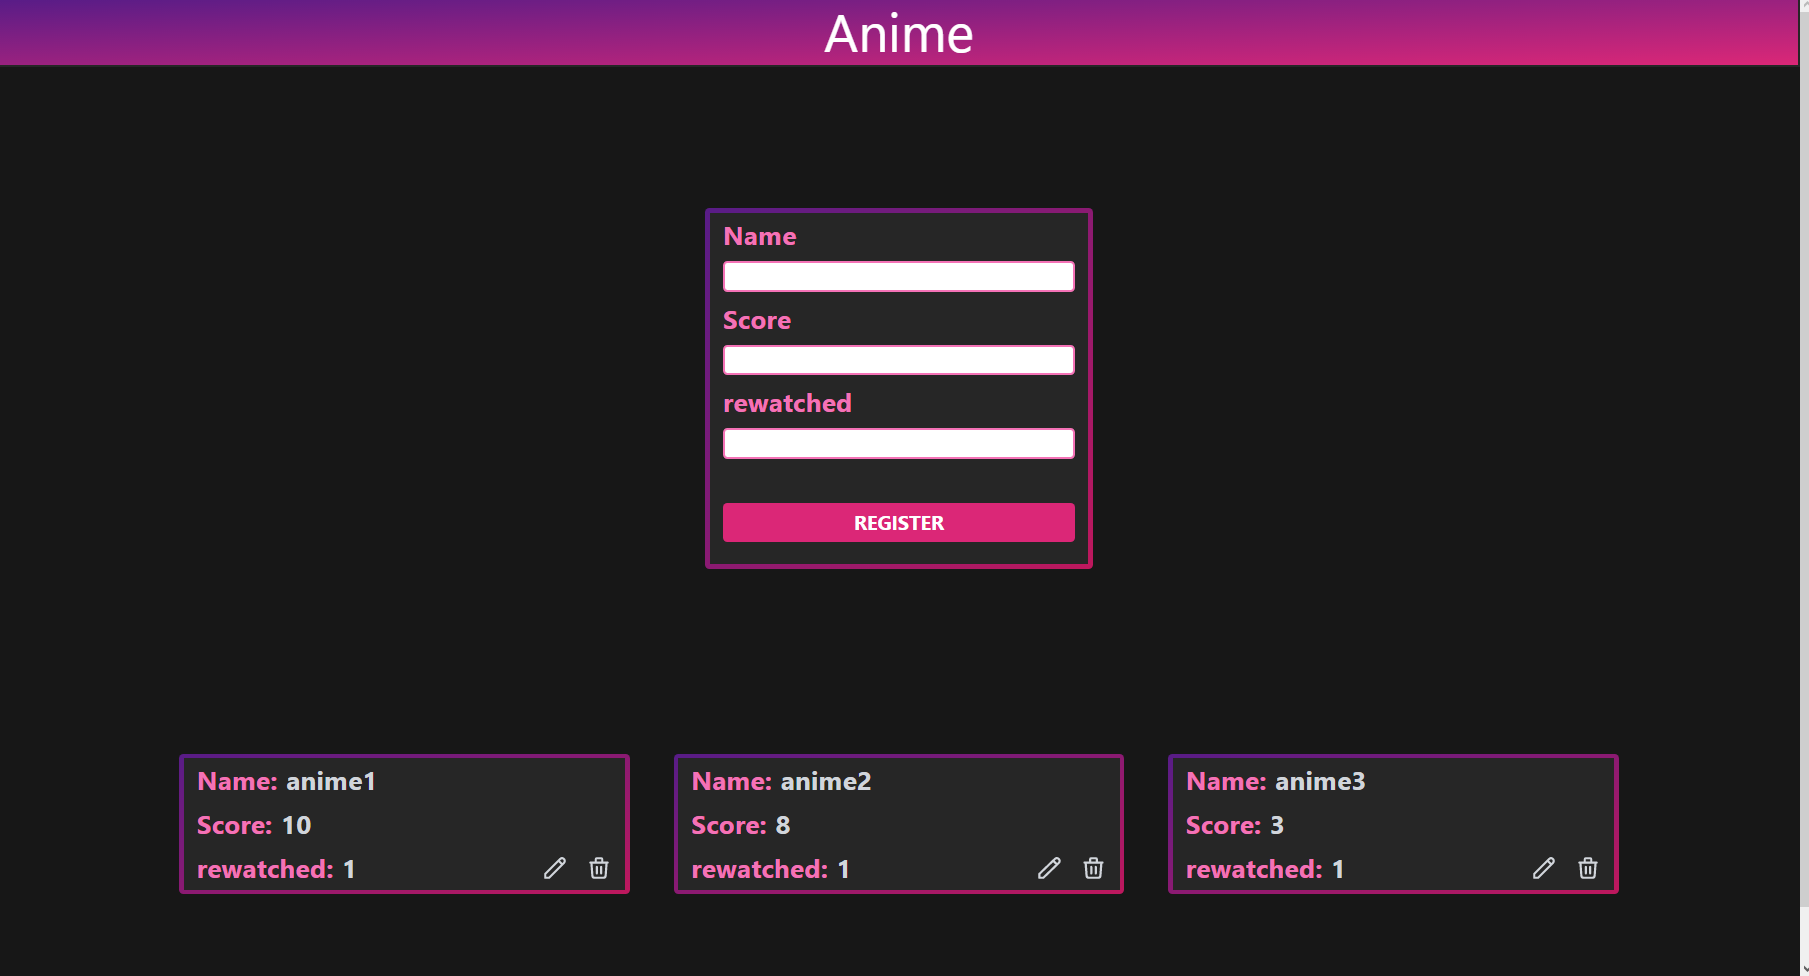 Anime
Name
Score
rewatched
REGISTER
Name: anime1
Score: 10
rewatched: 1
Name: anime2
Score: 8
rewatched: 1
Name: anime3
Score: 3
rewatched: 1